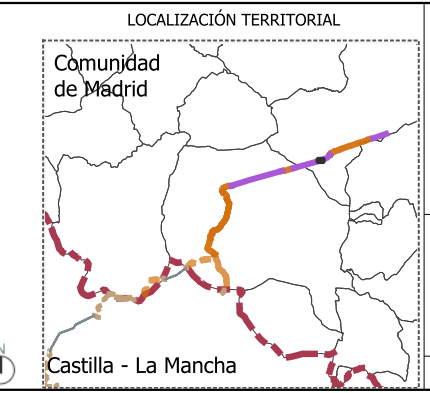 LOCALIZACIÓN TERRITORIAL
Comunidad
de Madrid
N
Castilla - La Mancha